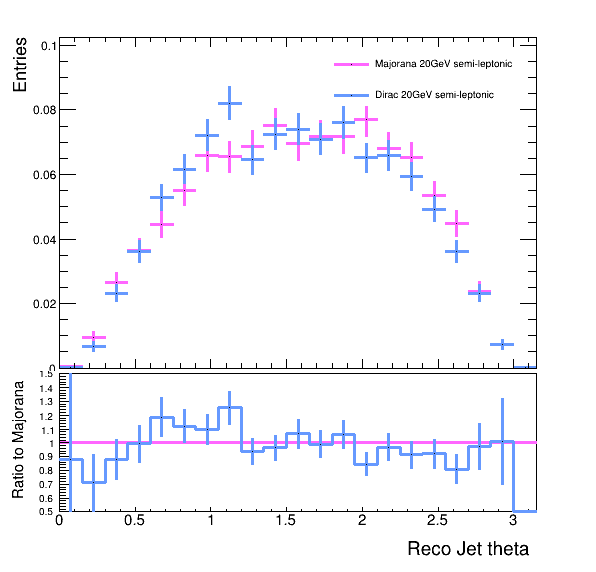 Entries
0.1
0.08
0.06
0.04
0.02
0
Majorana 20GeV semi-leptonic
Dirac 20GeV semi-leptonic
Ratio to Majorana
1.5
1.4
1.3
1.2
1.1
1
0.9
0.8
0.7
0.6
0.5
0 0.5 1 1.5 2 2.5 3
Reco Jet theta